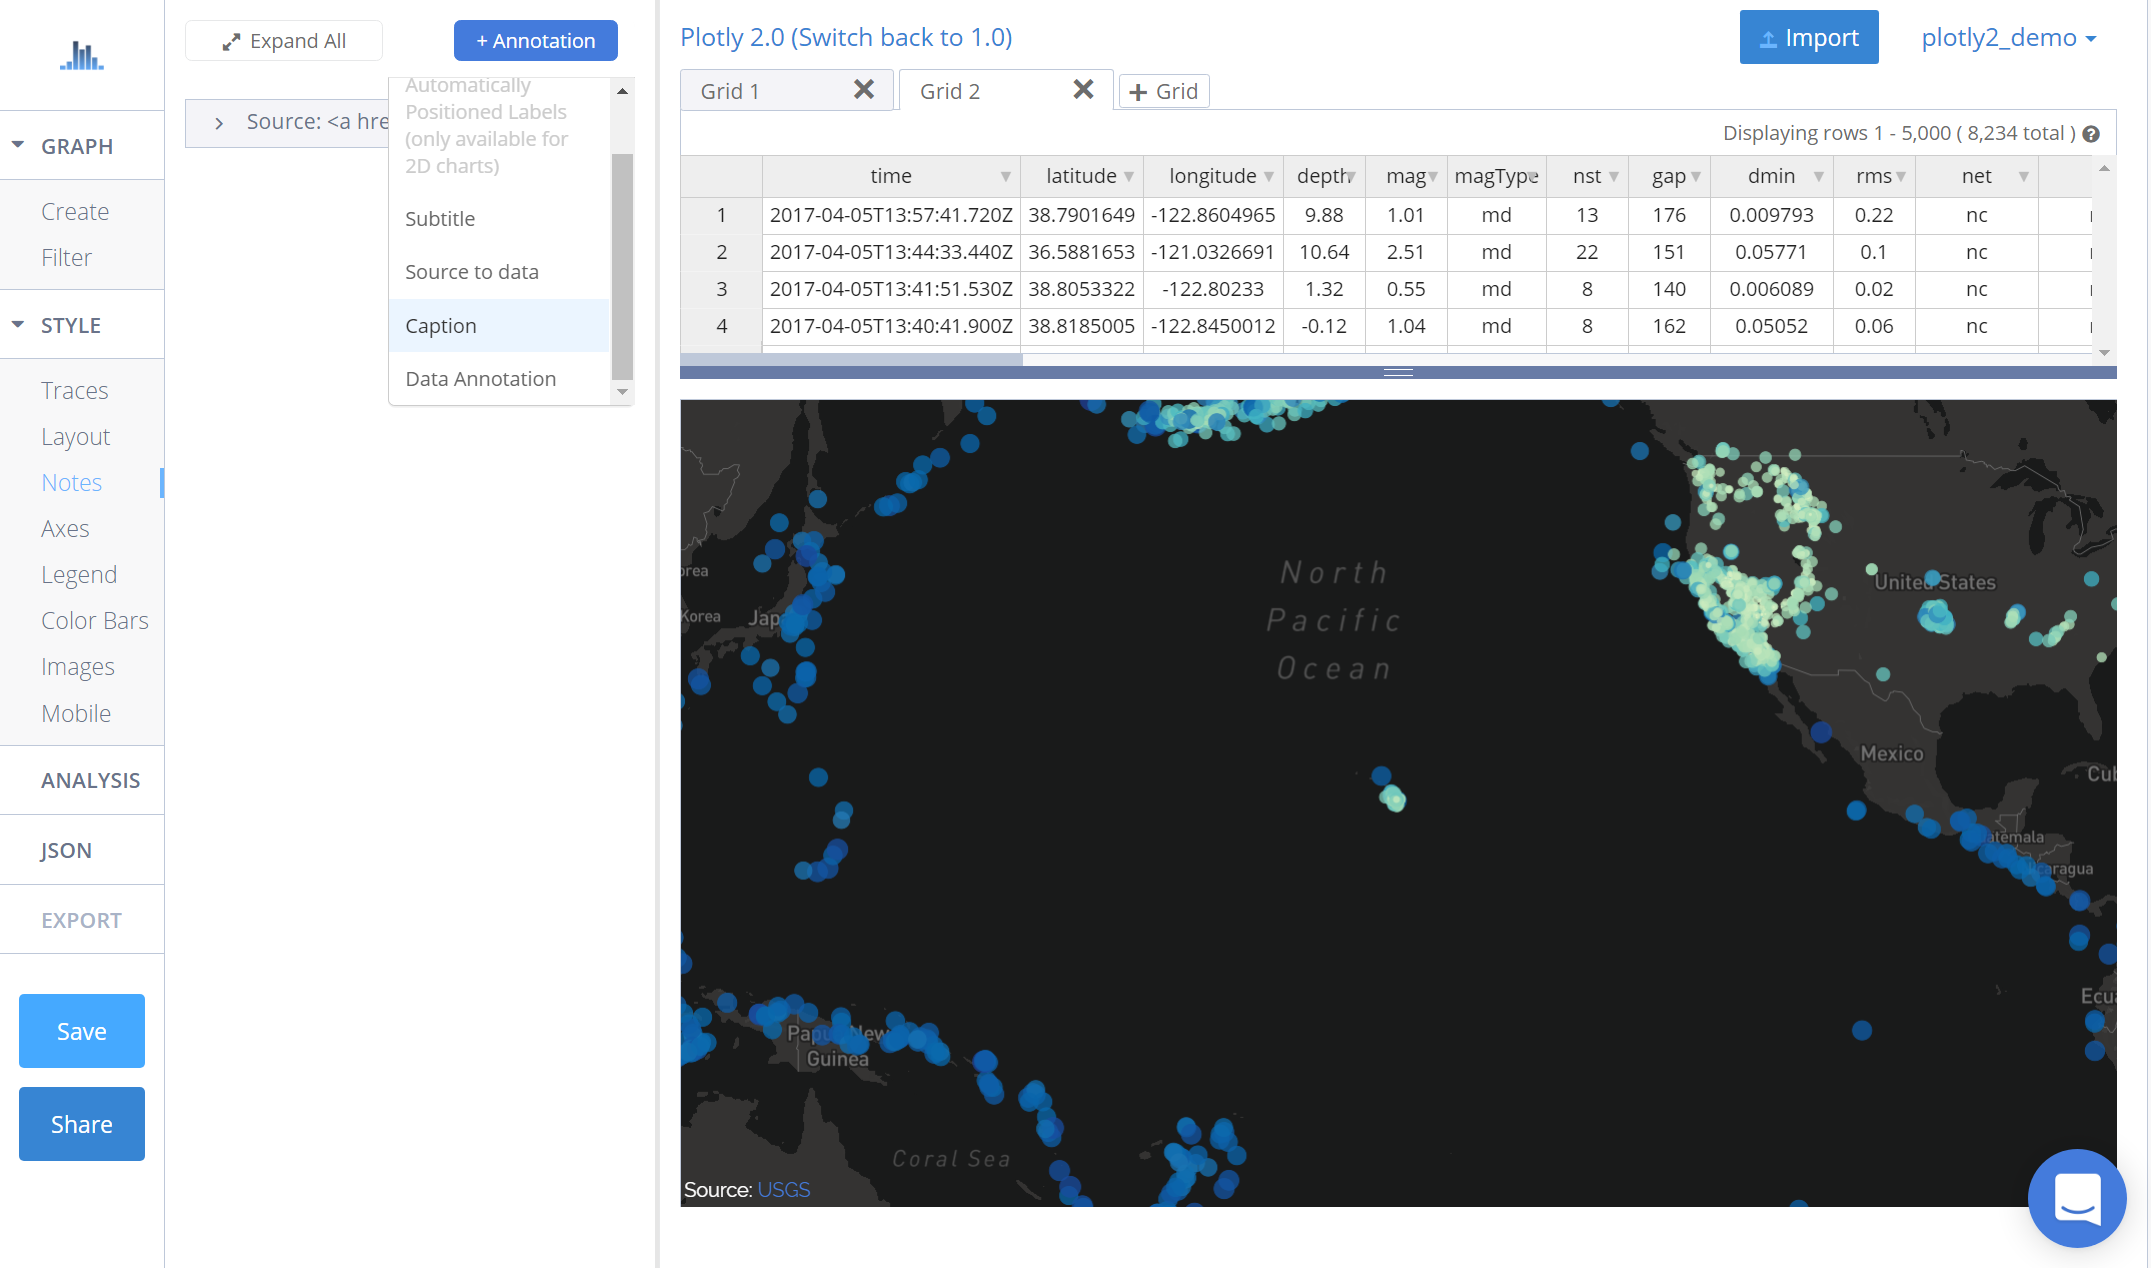 Expand All
+ Annotation
Source: <a hre
Automatically
Positioned Labels
(only available for
2D charts)
Subtitle
Source to data
Caption
Data Annotation
GRAPH
Create
Filter
STYLE
Traces
Layout
Notes
Axes
Legend
Color Bars
Images
Mobile
ANALYSIS
JSON
EXPORT
Save
Share
Plotly 2.0 (Switch back to 1.0)
Import
plotly2_demo
Grid 1
Grid 2
+ Grid
Displaying rows 1 - 5,000 ( 8,234 total )
time latitude longitude depth mag magType nst gap dmin rms net
1 2017-04-05T13:57:41.720Z 38.7901649 -122.8604965 9.88 1.01 md 13 176 0.009793 0.22 nc
2 2017-04-05T13:44:33.440Z 36.5881653 -121.0326691 10.64 2.51 md 22 151 0.05771 0.1 nc
3 2017-04-05T13:41:51.530Z 38.8053322 -122.80233 1.32 0.55 md 8 140 0.006089 0.02 nc
4 2017-04-05T13:40:41.900Z 38.8185005 -122.8450012 -0.12 1.04 md 8 162 0.05052 0.06 nc
North
Pacific
Ocean
United States
orea
Korea
Jap
Mexico
Cub
atemala
caragua
Ecua
Papu New
Guinea
Coral Sea
Source: USGS